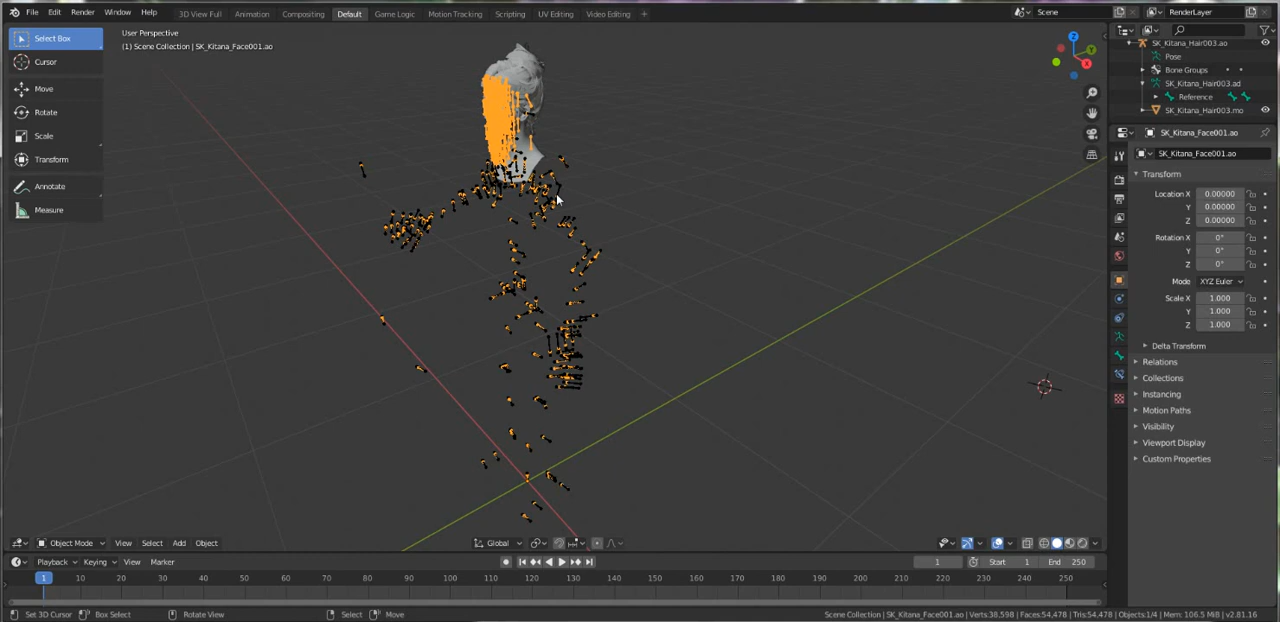 File Edit Render Window Help 3D View Full Animation Compositing Default Game Logic Motion Tracking Scripting UV Editing Video Editing + Scene RenderLayer
Select Box
Cursor
Move
Rotate
Scale
Transform
Annotate
Measure
User Perspective
(1) Scene Collection | SK_Kitana_Face001.ao
Z
Y
X
SK_Kitana_Hair003.ao
Pose
Bone Groups
SK_Kitana_Hair003.ad
Reference
SK_Kitana_Hair003.mo
SK_Kitana_Face001.ao
SK_Kitana_Face001.ao
Transform
Location X 0.00000
Y 0.00000
Z 0.00000
Rotation X 0°
Y 0°
Z 0°
Mode XYZ Euler
Scale X 1.000
Y 1.000
Z 1.000
Delta Transform
Relations
Collections
Instancing
Motion Paths
Visibility
Viewport Display
Custom Properties
Object Mode View Select Add Object Global
Playback Keying View Marker 1 Start 1 End 250
1 10 20 30 40 50 60 70 80 90 100 110 120 130 140 150 160 170 180 190 200 210 220 230 240 250
Set 3D Cursor Box Select Rotate View Select Move Scene Collection | SK_Kitana_Face001.ao | Verts:38,598 | Faces:54,478 | Tris:54,478 | Objects:1/4 | Mem: 106.5 MiB | v2.81.16